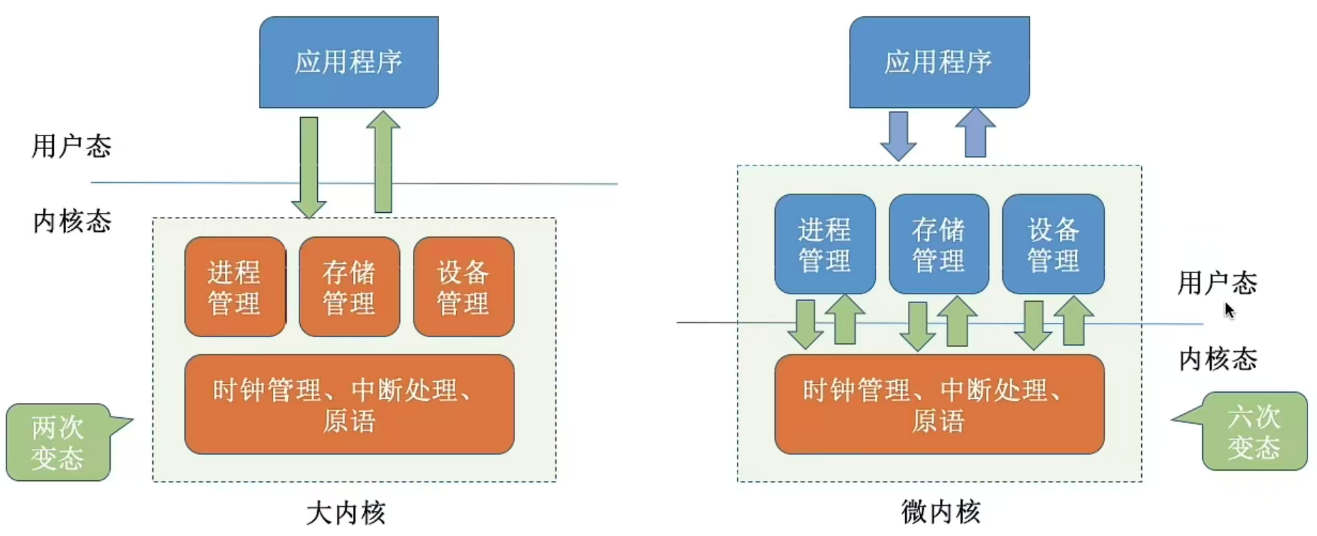 应用程序
用户态
内核态
进程
管理
存储
管理
设备
管理
时钟管理、中断处理、
原语
两次
变态
大内核
应用程序
进程
管理
存储
管理
设备
管理
用户态
内核态
时钟管理、中断处理、
原语
六次
变态
微内核